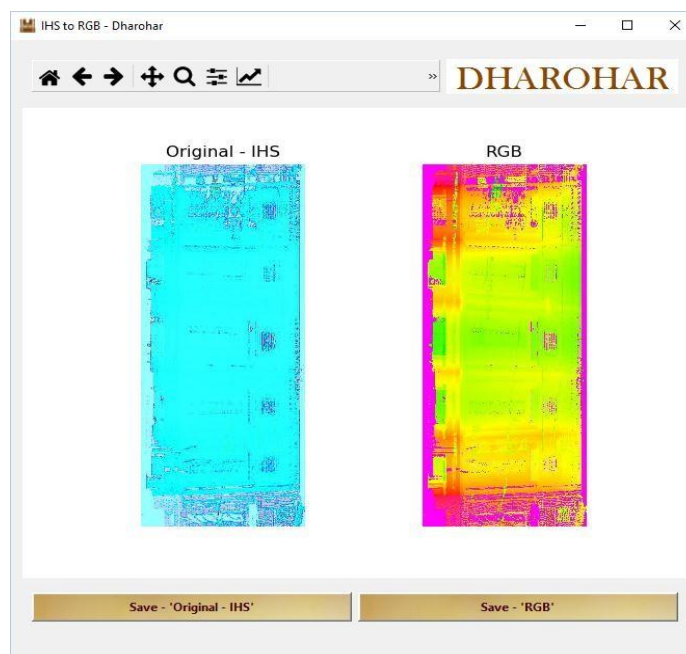 IHS to RGB - Dharohar
»
DHAROHAR
Original - IHS
RGB
Save - 'Original - IHS'
Save - 'RGB'